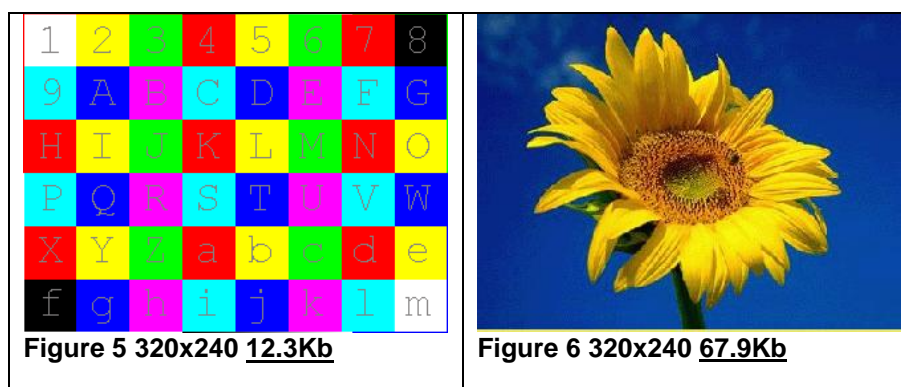 1 2 3 4 5 6 7 8
9 A B C D E F G
H I J K L M N O
P Q R S T U V W
X Y Z a b c d e
f g h i j k l m
Figure 5 320x240 12.3Kb
Figure 6 320x240 67.9Kb